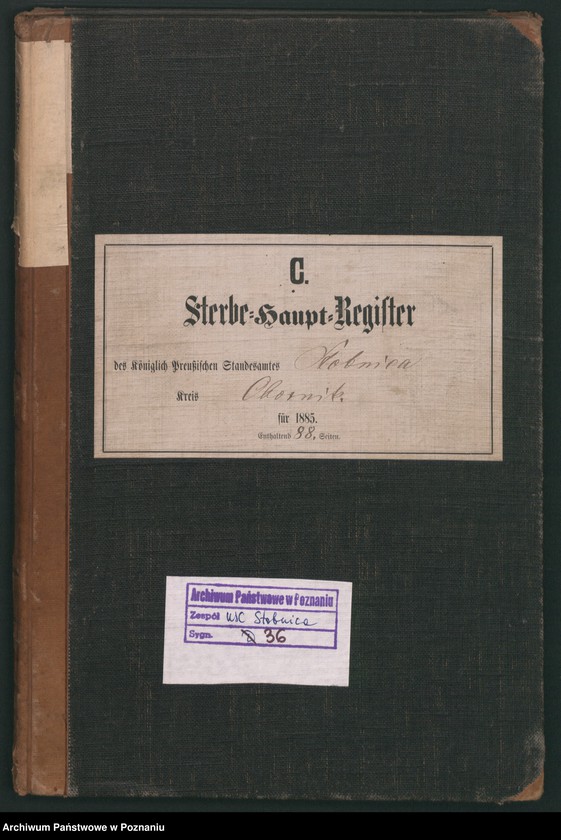 C.
Sterbe-Haupt-Register
des Königlich Preußischen Standesamtes Stobnica
Kreis Obornik.
für 1885.
Enthaltend 88. Seiten.
Archiwum Państwowe w Poznaniu
Zespół USC Stobnica
Sygn. 36
Archiwum Państwowe w Poznaniu